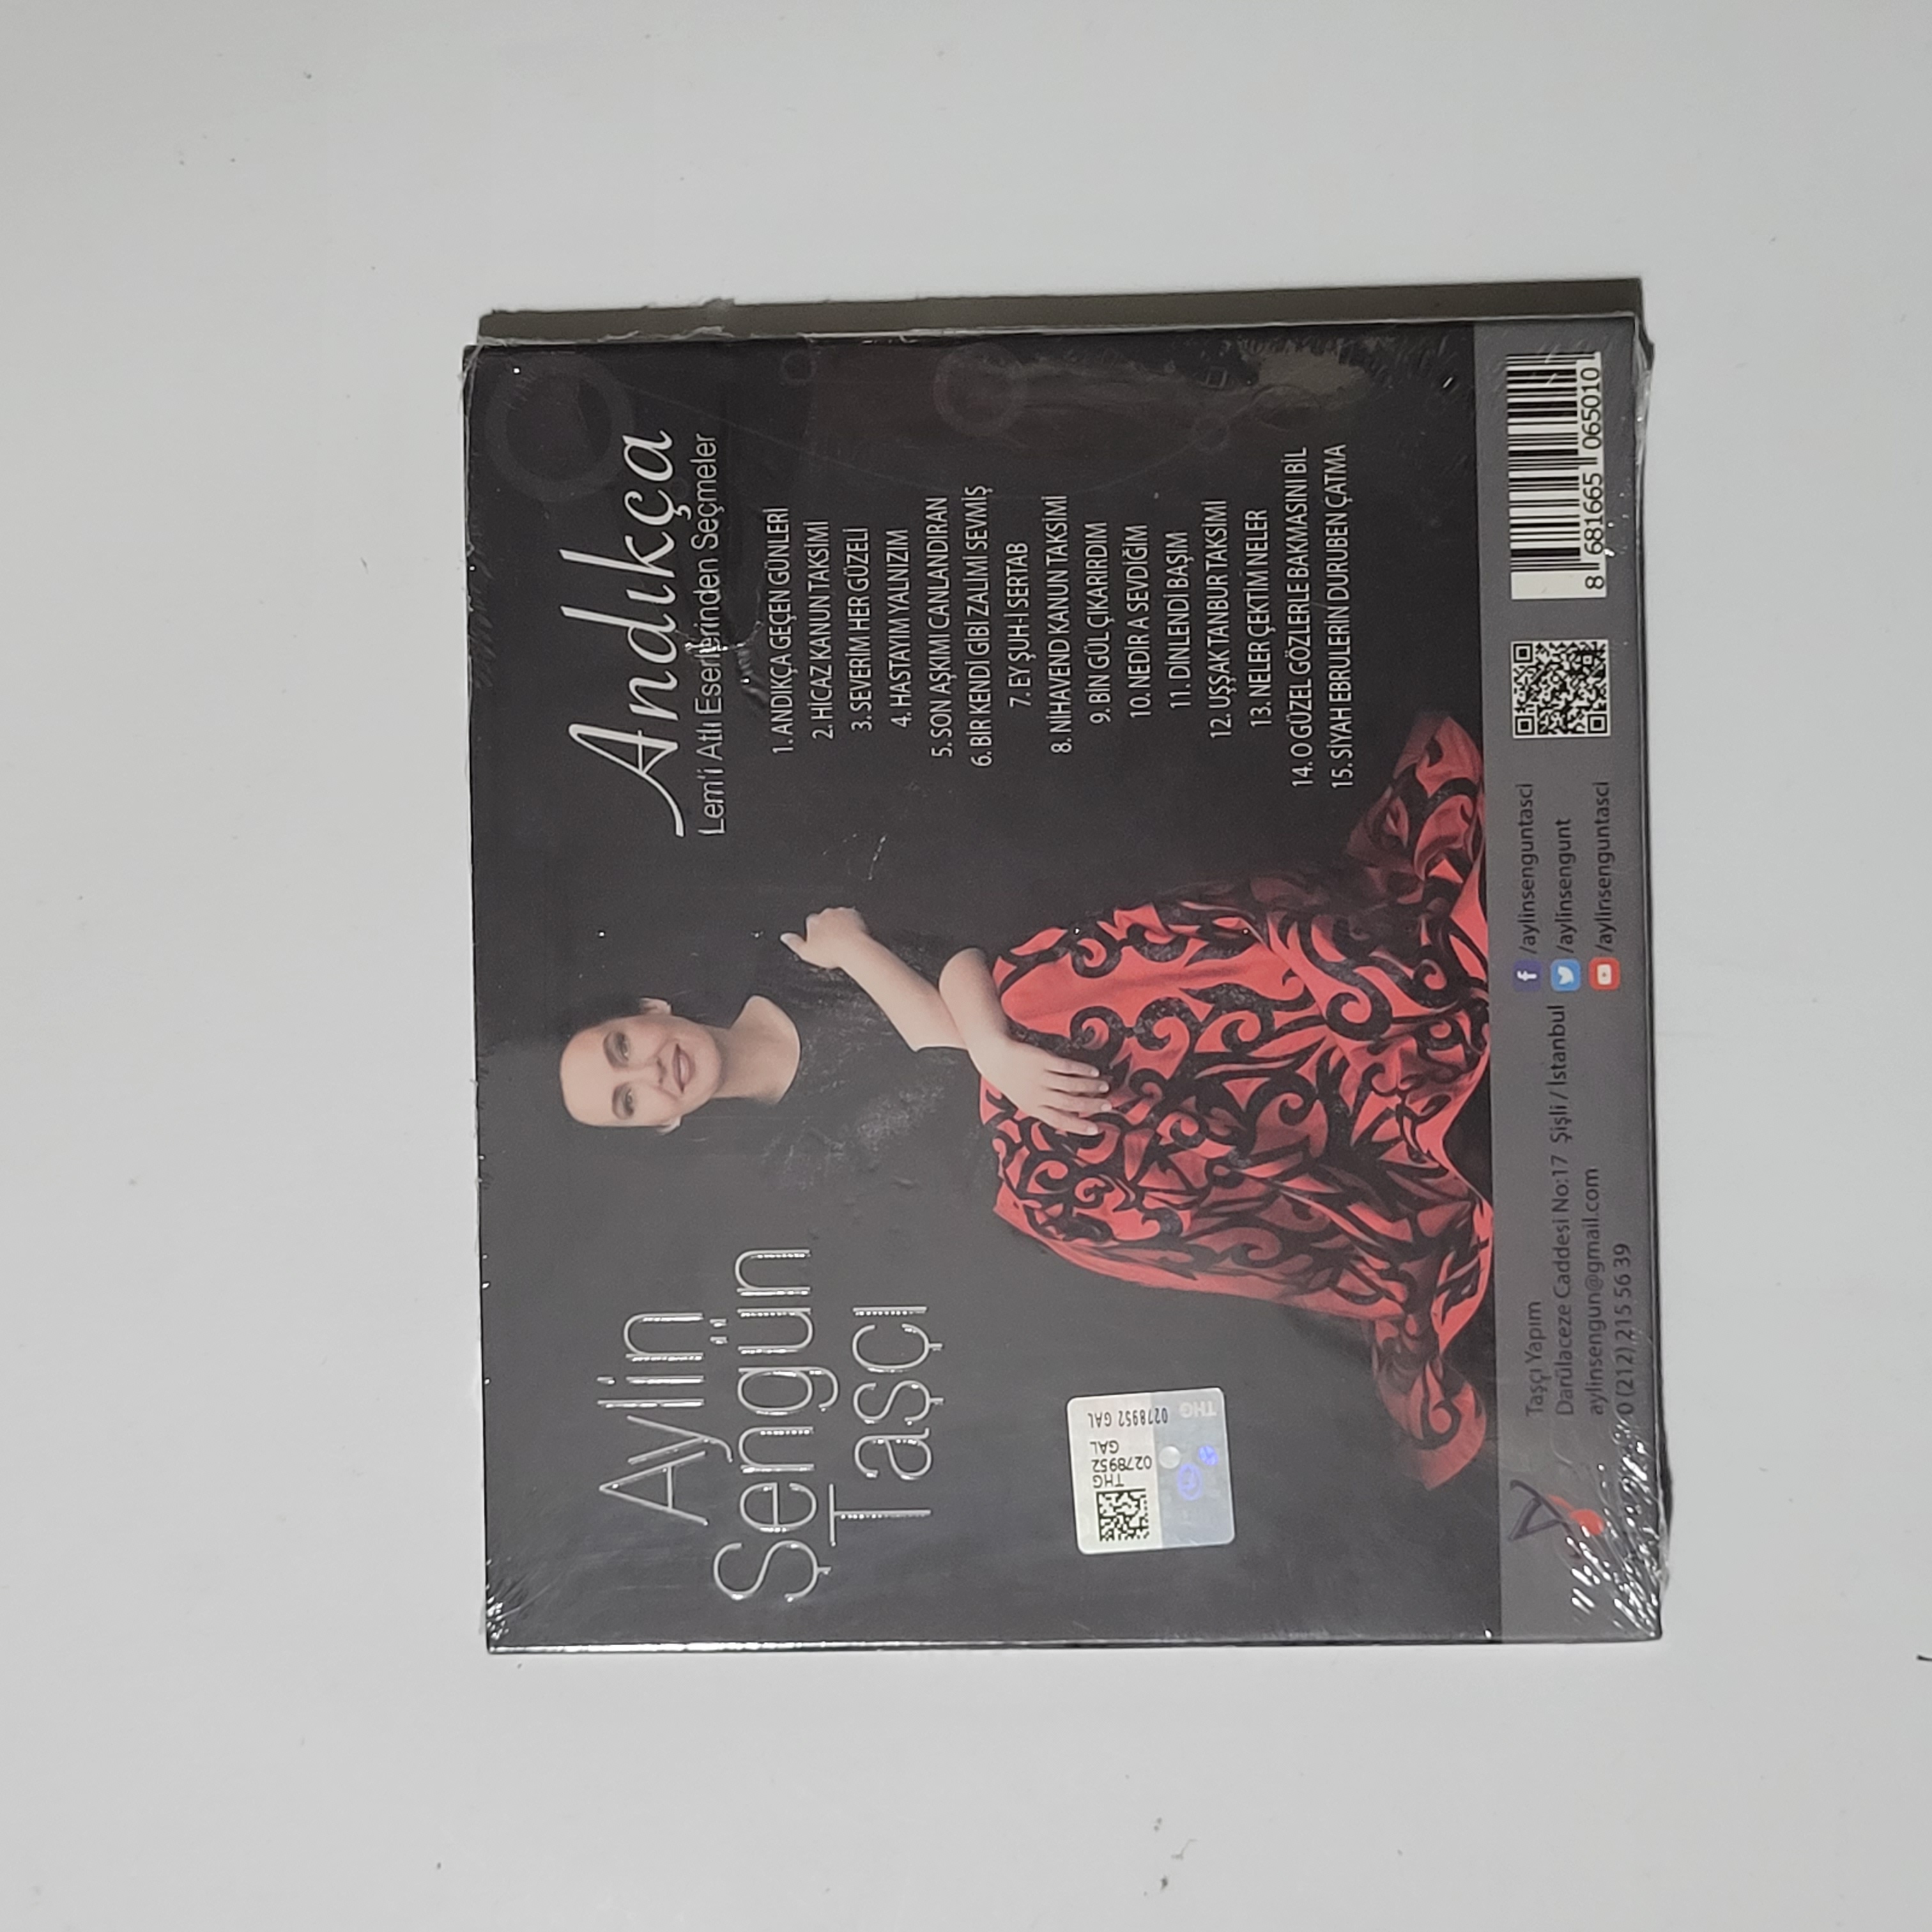 Aylin
Şengün
Taşçı
Andıkça
Lem'i Atlı Eserlerinden Seçmeler
1. ANDIKÇA GEÇEN GÜNLERİ
2. HİCAZ KANUN TAKSİMİ
3. SEVERİM HER GÜZELİ
4. HASTAYIM YALNIZIM
5. SON AŞKIMI CANLANDIRAN
6. BİR KENDİ GİBİ ZALİMİ SEVMİŞ
7. EY ŞUH-İ SERTAB
8. NİHAVEND KANUN TAKSİMİ
9. BİN GÜL ÇIKARIRDIM
10. NEDİR A SEVDİĞİM
11. DİNLENDİ BAŞIM
12. UŞŞAK TANBUR TAKSİMİ
13. NELER ÇEKTİM NELER
14. O GÜZEL GÖZLERLE BAKMASINI BİL
15. SİYAH EBRULERİN DURUBEN ÇATMA
THG
0278952
GAL
0278952 GAL
THG
Taşçı Yapım
Darülaceze Caddesi No:17 Şişli / İstanbul
aylinsengun@gmail.com
0 (212) 215 56 39
/aylinsenguntasci
/aylinsengunt
/aylinsenguntasci
8 681665 065010